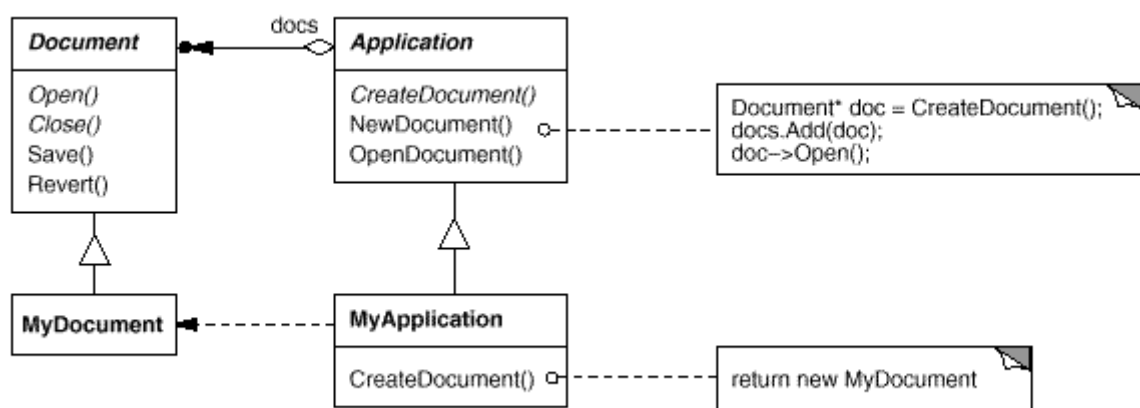 docs
Document
Application
Open()
Close()
Save()
Revert()
CreateDocument()
NewDocument()
OpenDocument()
Document* doc = CreateDocument();
docs.Add(doc);
doc->Open();
MyDocument
MyApplication
CreateDocument()
return new MyDocument